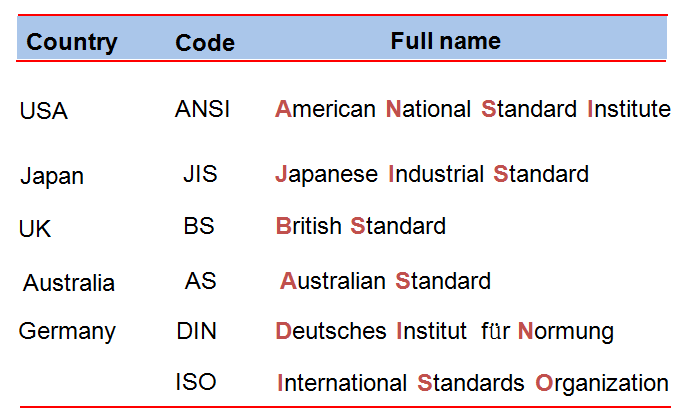 Country Code Full name
USA ANSI American National Standard Institute
Japan JIS Japanese Industrial Standard
UK BS British Standard
Australia AS Australian Standard
Germany DIN Deutsches Institut für Normung
ISO International Standards Organization